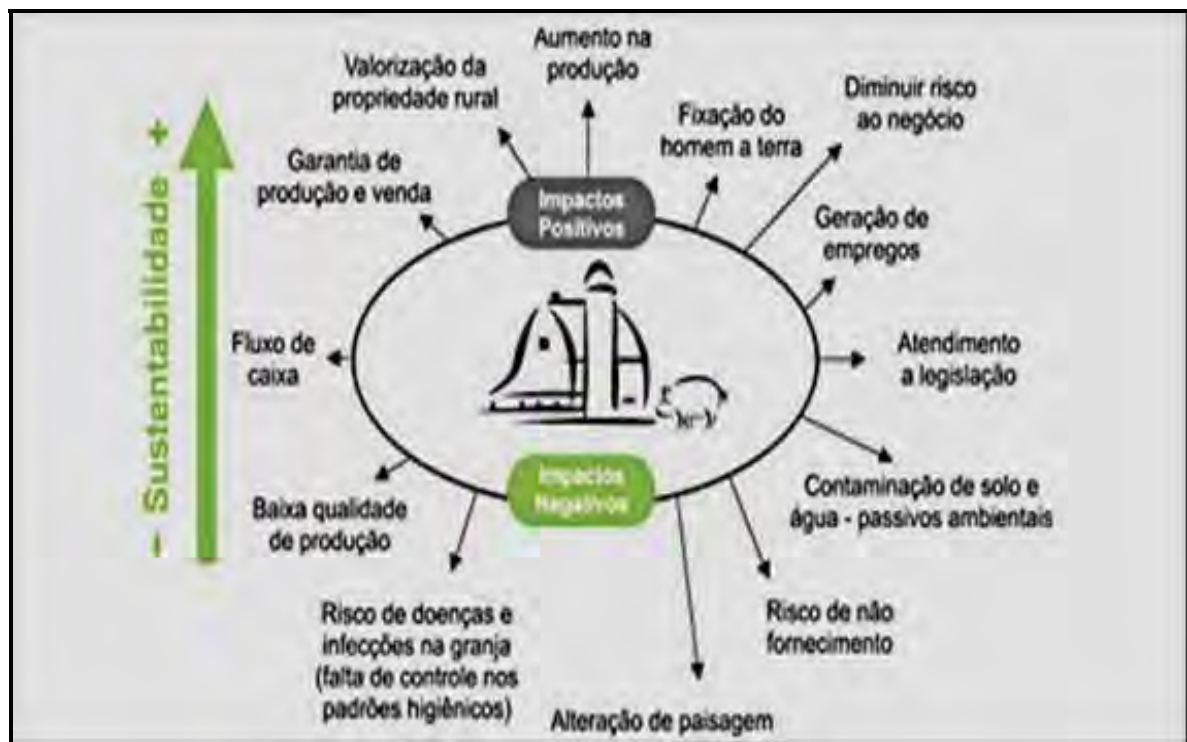 Aumento na
produção
Valorização da
propriedade rural
Diminuir risco
ao negócio
Fixação do
homem a terra
Garantia de
produção e venda
Impactos
Positivos
Geração de
empregos
- Sustentabilidade +
Fluxo de
caixa
Atendimento
a legislação
Impactos
Negativos
Contaminação de solo e
água - passivos ambientais
Baixa qualidade
de produção
Risco de doenças e
infecções na granja
(falta de controle nos
padrões higiênicos)
Risco de não
fornecimento
Alteração de paisagem